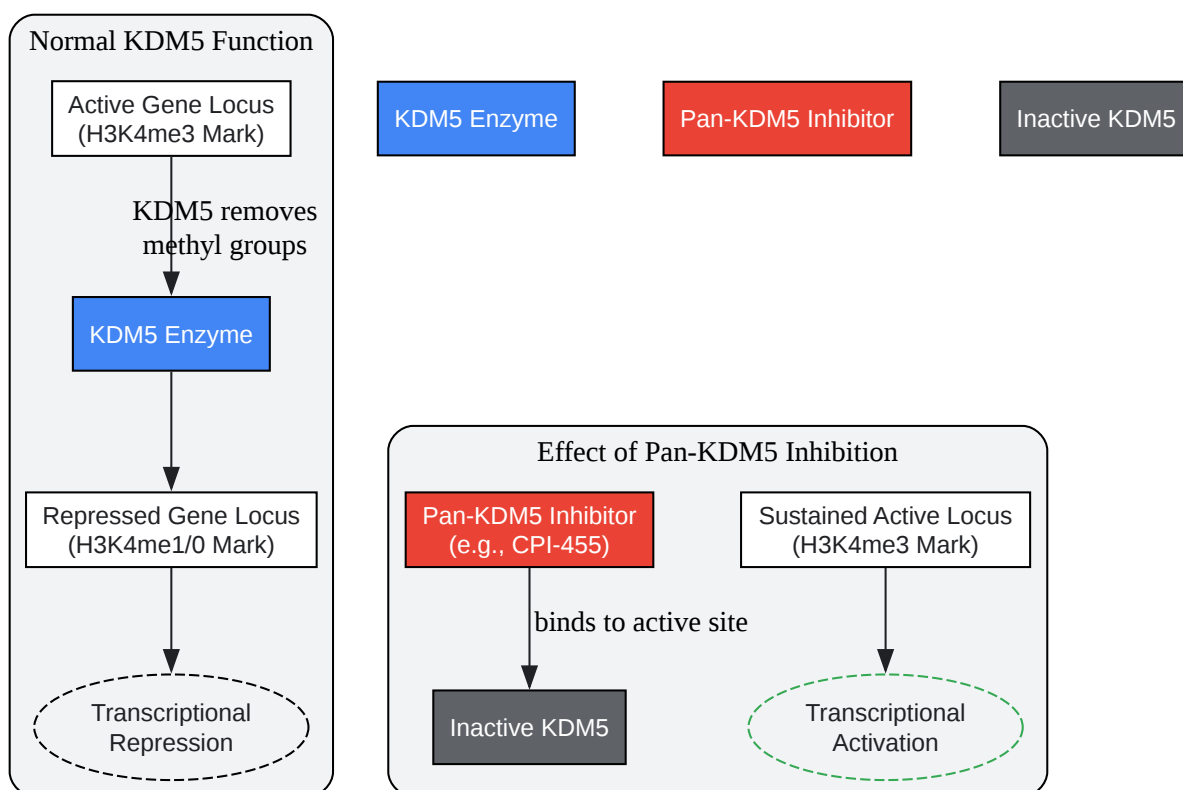 Normal KDM5 Function
Active Gene Locus
(H3K4me3 Mark)
KDM5 removes
methyl groups
KDM5 Enzyme
Repressed Gene Locus
(H3K4me1/0 Mark)
Transcriptional
Repression
KDM5 Enzyme
Pan-KDM5 Inhibitor
Inactive KDM5
Effect of Pan-KDM5 Inhibition
Pan-KDM5 Inhibitor
(e.g., CPI-455)
binds to active site
Inactive KDM5
Sustained Active Locus
(H3K4me3 Mark)
Transcriptional
Activation